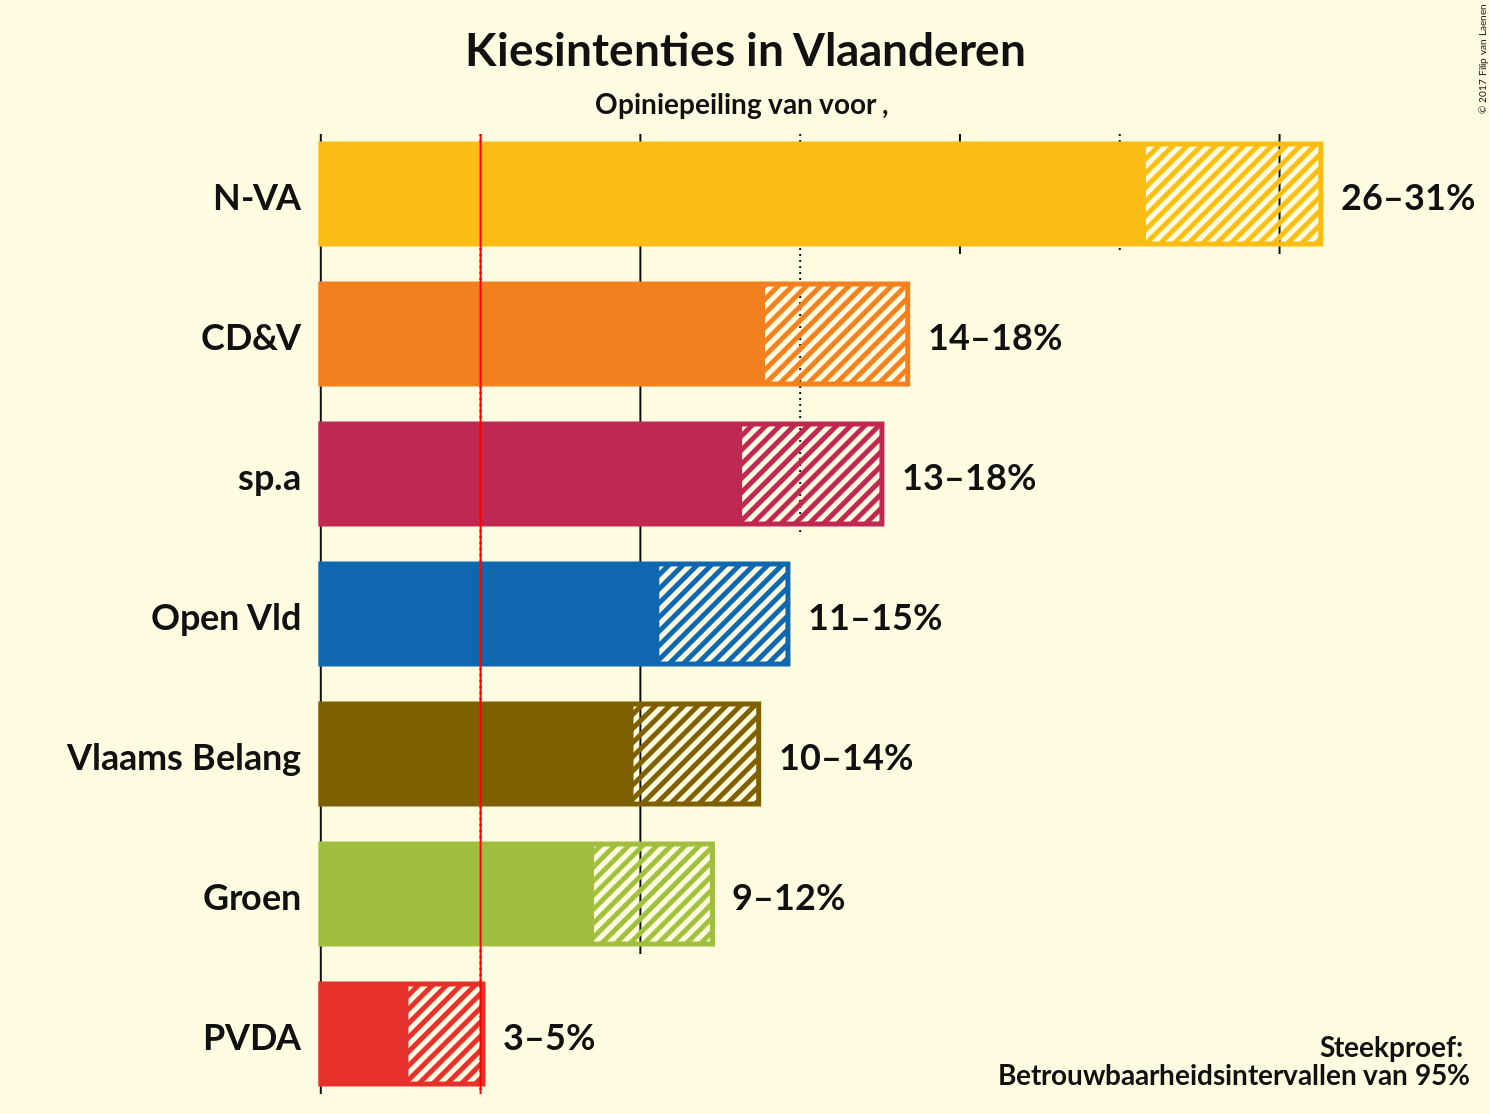 Kiesintenties in Vlaanderen
Opiniepeiling van voor ,
N-VA 26–31%
CD&V 14–18%
sp.a 13–18%
Open Vld 11–15%
Vlaams Belang 10–14%
Groen 9–12%
PVDA 3–5%
Steekproef:
Betrouwbaarheidsintervallen van 95%
© 2017 Filip van Laenen